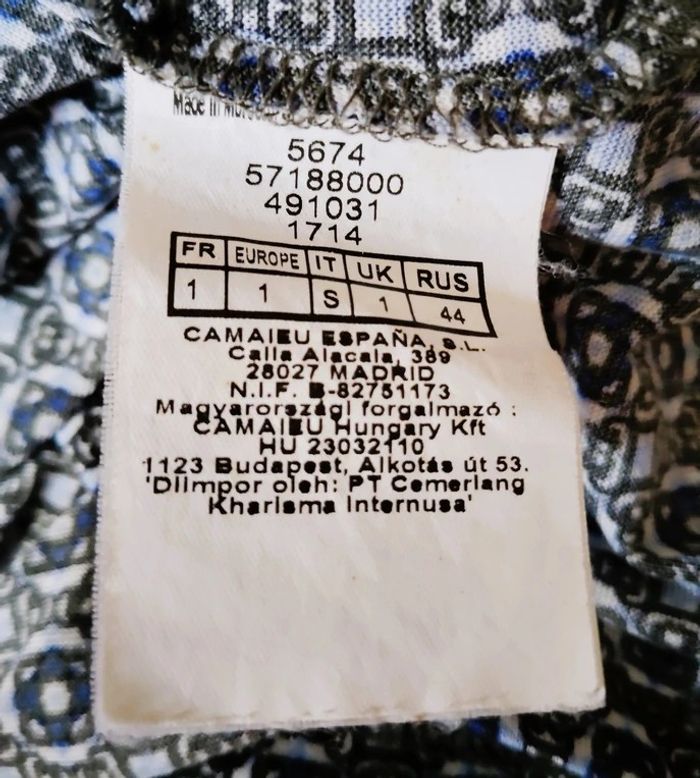 Made in
5674
57188000
491031
1714
FR EUROPE IT UK RUS
1 1 S 1 44
CAMAIEU ESPAÑA, S.L.
Calla Alacala, 389
28027 MADRID
N.I.F. B-82751173
Magyarországi forgalmazó :
CAMAIEU Hungary Kft
HU 23032110
1123 Budapest, Alkotás út 53.
'Diimpor oleh: PT Cemerlang
Kharisma Internusa'